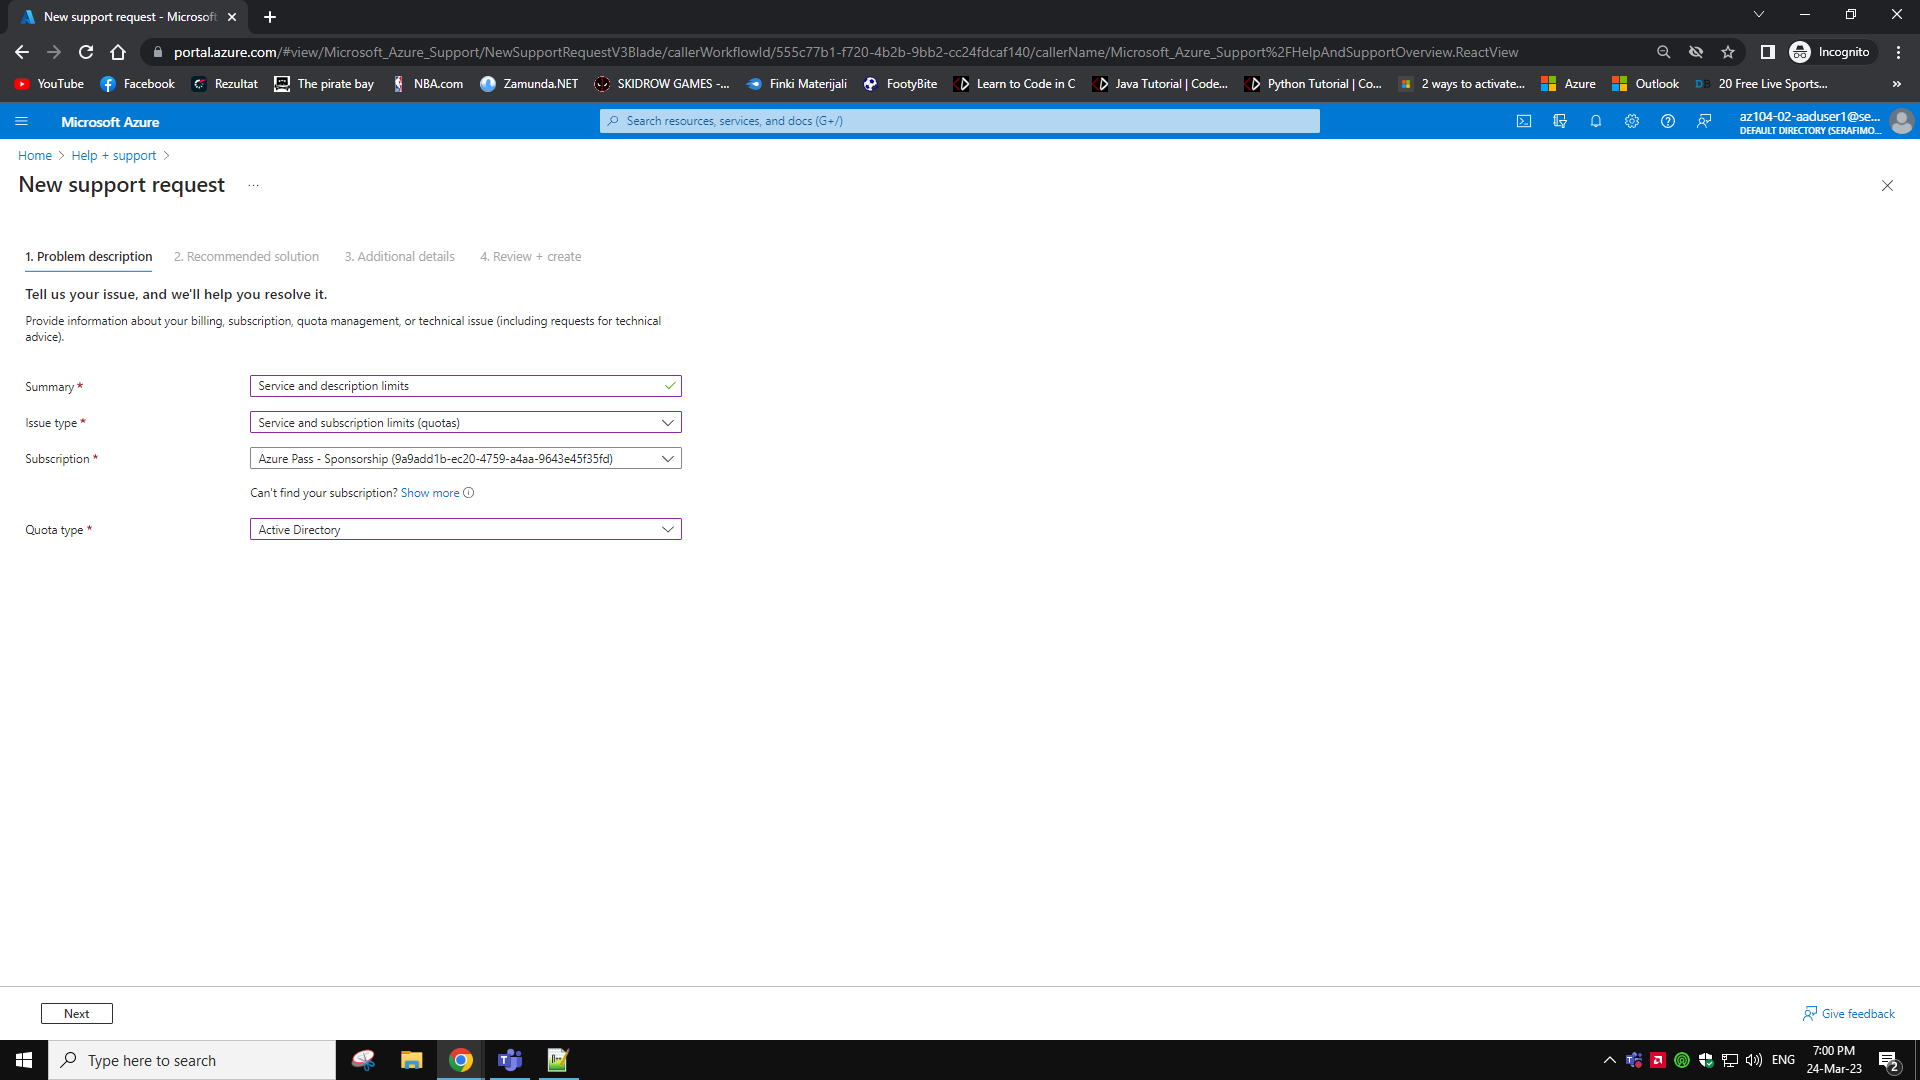 New support request - Microsoft
portal.azure.com/#view/Microsoft_Azure_Support/NewSupportRequestV3Blade/callerWorkflowId/555c77b1-f720-4b2b-9bb2-cc24fdcaf140/callerName/Microsoft_Azure_Support%2FHelpAndSupportOverview.ReactView
Incognito
YouTube Facebook Rezultat The pirate bay NBA.com Zamunda.NET SKIDROW GAMES -... Finki Materijali FootyBite Learn to Code in C Java Tutorial | Code... Python Tutorial | Co... 2 ways to activate... Azure Outlook 20 Free Live Sports... »
Microsoft Azure
Search resources, services, and docs (G+/)
az104-02-aaduser1@se...
DEFAULT DIRECTORY (SERAFIMO...
Home > Help + support >
New support request ...
1. Problem description 2. Recommended solution 3. Additional details 4. Review + create
Tell us your issue, and we'll help you resolve it.
Provide information about your billing, subscription, quota management, or technical issue (including requests for technical
advice).
Summary * Service and description limits
Issue type * Service and subscription limits (quotas)
Subscription * Azure Pass - Sponsorship (9a9add1b-ec20-4759-a4aa-9643e45f35fd)
Can't find your subscription? Show more
Quota type * Active Directory
Next
Give feedback
Type here to search
ENG
7:00 PM
24-Mar-23
2